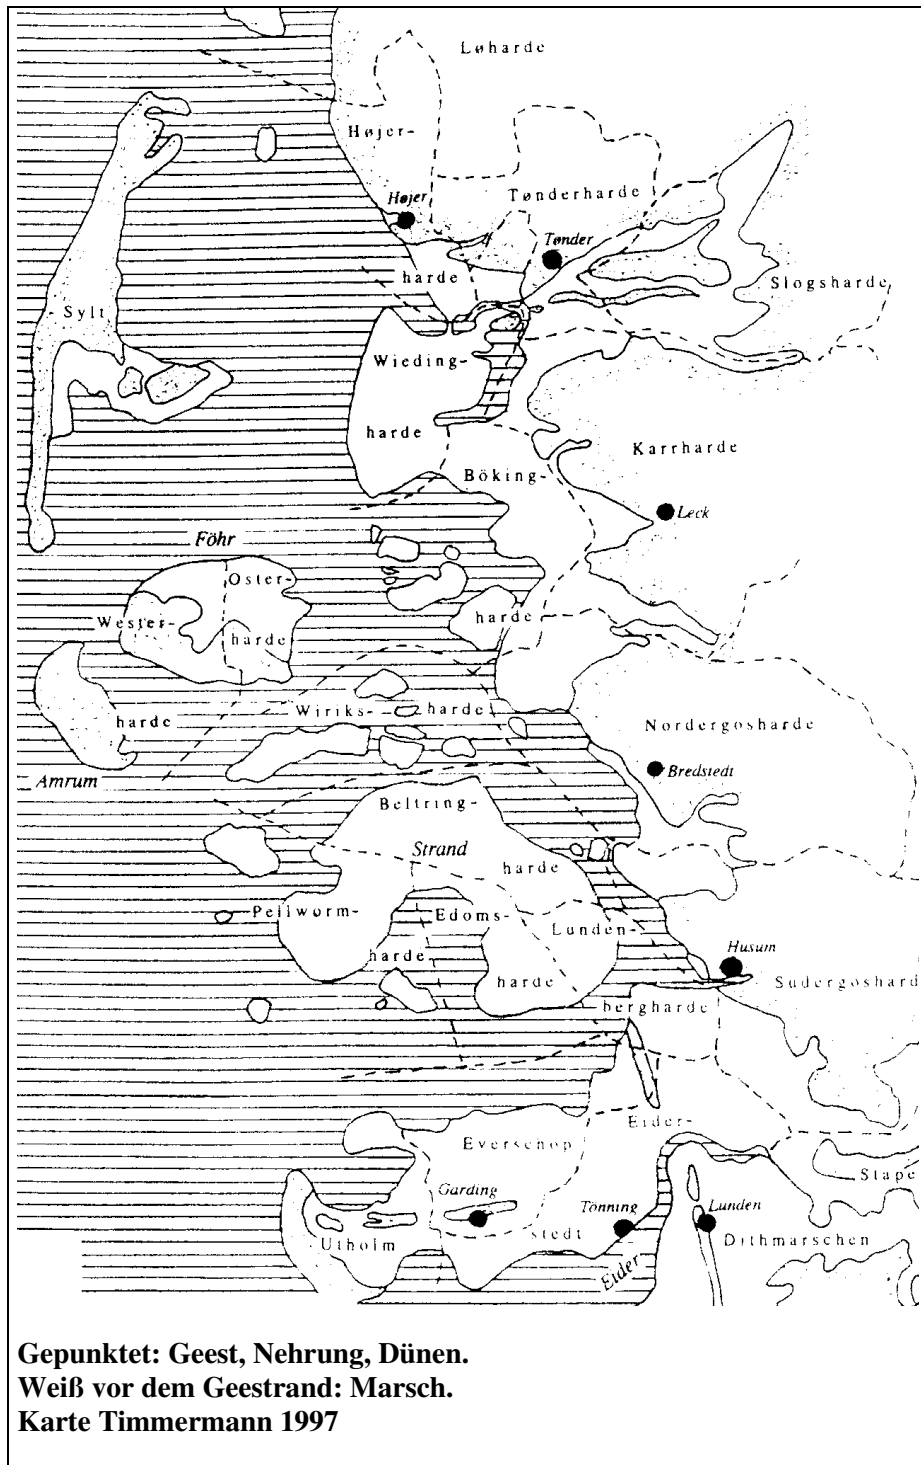 Løharde
Højer-
Højer
Tønderharde
Tønder
harde
Slogsharde
Sylt
Wieding-
harde
Karrharde
Böking-
Leck
Föhr
Oster-
Wester-
harde
harde
harde
Wiriks-
harde
Nordergosharde
Amrum
Bredstedt
Beltring-
Strand
harde
Pellworm-
Edoms-
Lunden-
Husum
harde
harde
Südergoshard
bergharde
Eider-
Everschop
Stape
Garding
Tönning
Lunden
Utholm
stedt
Dithmarschen
Eider
Gepunktet: Geest, Nehrung, Dünen.
Weiß vor dem Geestrand: Marsch.
Karte Timmermann 1997